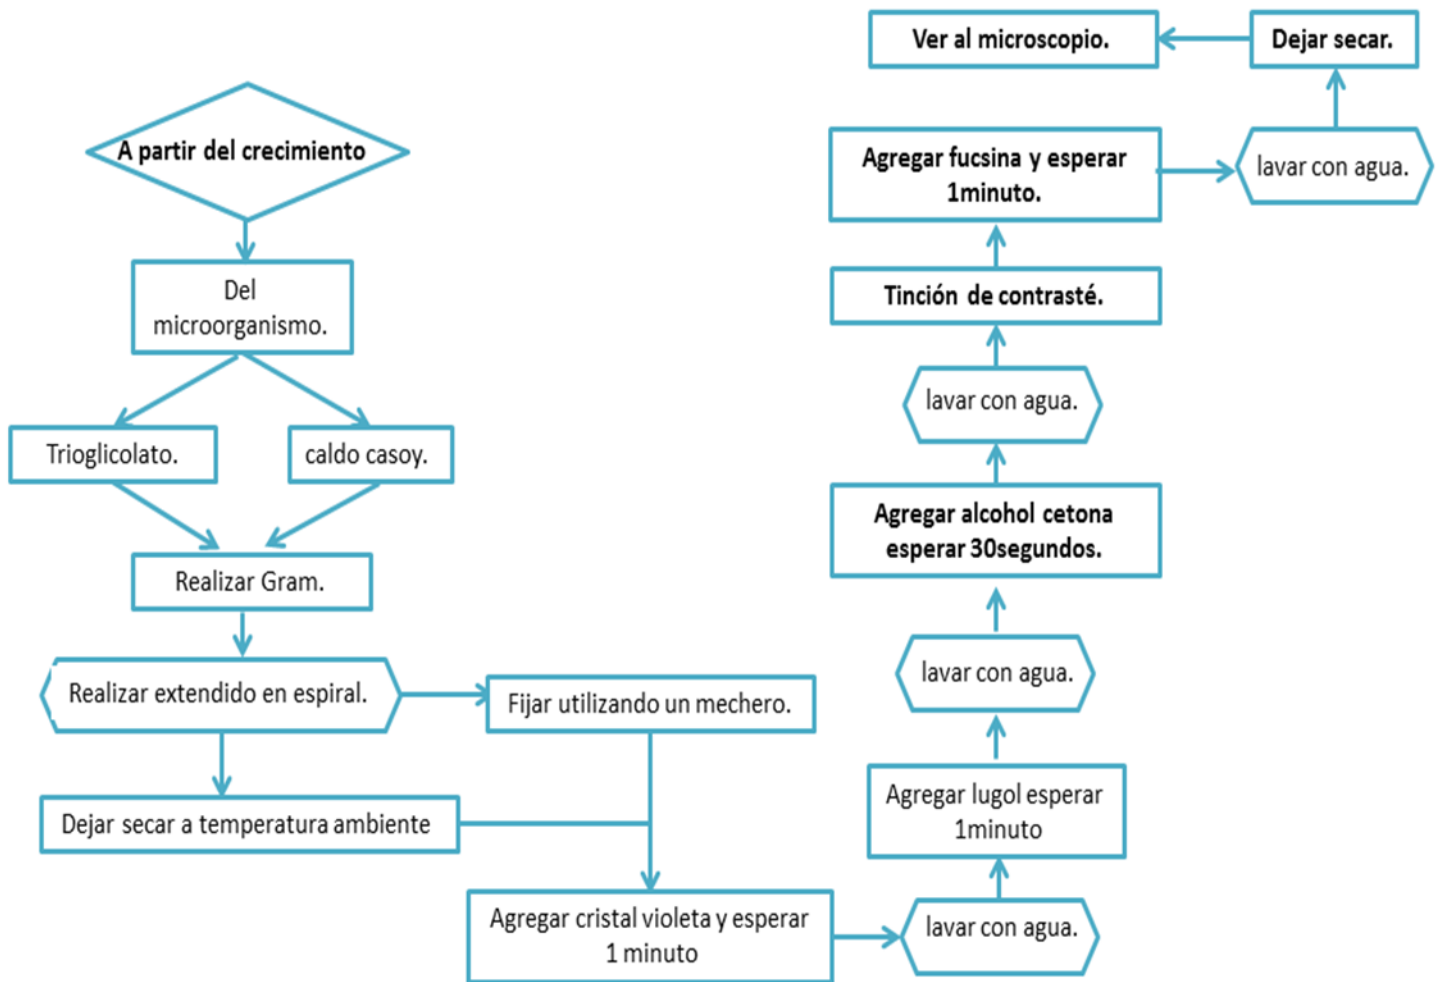 A partir del crecimiento
Del
microorganismo.
Trioglicolato.
caldo casoy.
Realizar Gram.
Realizar extendido en espiral.
Fijar utilizando un mechero.
Dejar secar a temperatura ambiente
Agregar cristal violeta y esperar
1 minuto
lavar con agua.
Agregar lugol esperar
1minuto
lavar con agua.
Agregar alcohol cetona
esperar 30segundos.
lavar con agua.
Tinción de contrasté.
Agregar fucsina y esperar
1minuto.
lavar con agua.
Dejar secar.
Ver al microscopio.